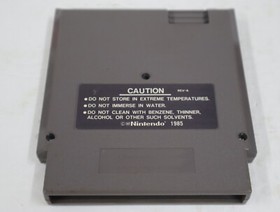 CAUTION
REV-A
•DO NOT STORE IN EXTREME TEMPERATURES.
•DO NOT IMMERSE IN WATER.
•DO NOT CLEAN WITH BENZENE, THINNER,
ALCOHOL OR OTHER SUCH SOLVENTS.
©Nintendo 1985